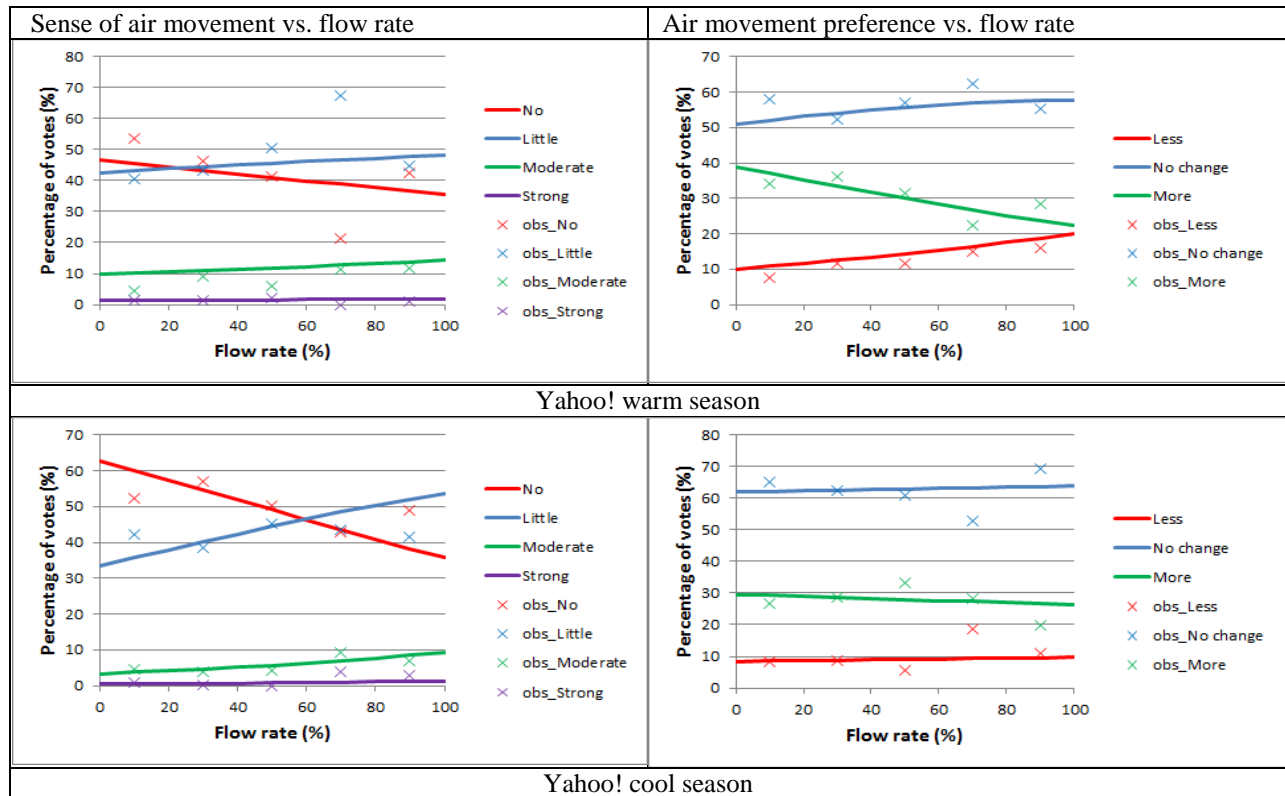 Sense of air movement vs. flow rate
Air movement preference vs. flow rate
Percentage of votes (%)
80
70
60
50
40
30
20
10
0
0 20 40 60 80 100
Flow rate (%)
No
Little
Moderate
Strong
obs_No
obs_Little
obs_Moderate
obs_Strong
Percentage of votes (%)
70
60
50
40
30
20
10
0
0 20 40 60 80 100
Flow rate (%)
Less
No change
More
obs_Less
obs_No change
obs_More
Yahoo! warm season
Percentage of votes (%)
70
60
50
40
30
20
10
0
0 20 40 60 80 100
Flow rate (%)
No
Little
Moderate
Strong
obs_No
obs_Little
obs_Moderate
obs_Strong
Percentage of votes (%)
80
70
60
50
40
30
20
10
0
0 20 40 60 80 100
Flow rate (%)
Less
No change
More
obs_Less
obs_No change
obs_More
Yahoo! cool season